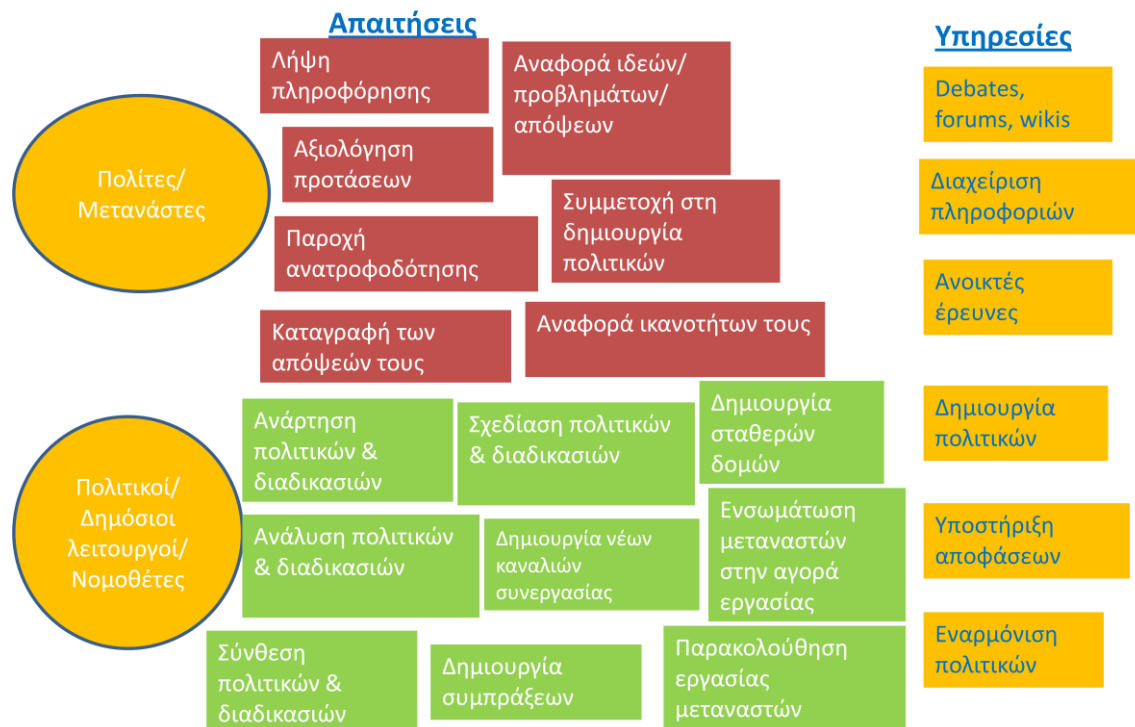 Απαιτήσεις
Υπηρεσίες
Πολίτες/
Μετανάστες
Λήψη
πληροφόρησης
Αναφορά ιδεών/
προβλημάτων/
απόψεων
Αξιολόγηση
προτάσεων
Συμμετοχή στη
δημιουργία
πολιτικών
Παροχή
ανατροφοδότησης
Καταγραφή των
απόψεών τους
Αναφορά ικανοτήτων τους
Πολιτικοί/
Δημόσιοι
λειτουργοί/
Νομοθέτες
Ανάρτηση
πολιτικών &
διαδικασιών
Σχεδίαση πολιτικών
& διαδικασιών
Δημιουργία
σταθερών
δομών
Ανάλυση πολιτικών
& διαδικασιών
Δημιουργία νέων
καναλιών
συνεργασίας
Ενσωμάτωση
μεταναστών
στην αγορά
εργασίας
Σύνθεση
πολιτικών &
διαδικασιών
Δημιουργία
συμπράξεων
Παρακολούθηση
εργασίας
μεταναστών
Debates,
forums, wikis
Διαχείριση
πληροφοριών
Ανοικτές
έρευνες
Δημιουργία
πολιτικών
Υποστήριξη
αποφάσεων
Εναρμόνιση
πολιτικών